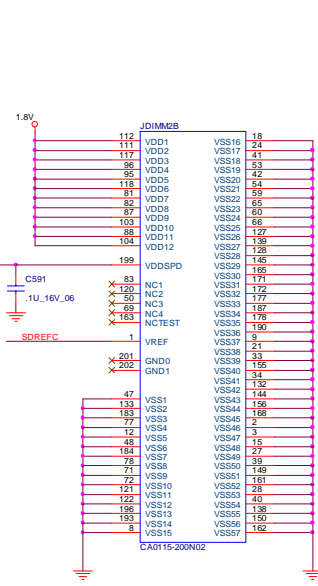 1.8V
JDIMM2B
112 VDD1 VSS16 18
111 VDD2 VSS17 24
117 VDD3 VSS18 41
96 VDD4 VSS19 53
95 VDD5 VSS20 42
118 VDD6 VSS21 54
81 VDD7 VSS22 59
82 VDD8 VSS23 65
87 VDD9 VSS24 60
103 VDD10 VSS25 66
88 VDD11 VSS26 127
104 VDD12 VSS27 139
VSS28 128
199 VDDSPD VSS29 145
VSS30 165
83 NC1 VSS31 171
120 NC2 VSS32 172
50 NC3 VSS33 177
69 NC4 VSS34 187
163 NCTEST VSS35 178
VSS36 190
SDREFC 1 VREF VSS37 9
VSS38 21
201 GND0 VSS39 33
202 GND1 VSS40 155
VSS41 34
VSS42 132
47 VSS1 VSS43 144
133 VSS2 VSS44 156
183 VSS3 VSS45 168
77 VSS4 VSS46 2
12 VSS5 VSS47 3
48 VSS6 VSS48 15
184 VSS7 VSS49 27
78 VSS8 VSS50 39
71 VSS9 VSS51 149
72 VSS10 VSS52 161
121 VSS11 VSS53 28
122 VSS12 VSS54 40
196 VSS13 VSS55 138
193 VSS14 VSS56 150
8 VSS15 VSS57 162
CA0115-200N02
C591
.1U_16V_06